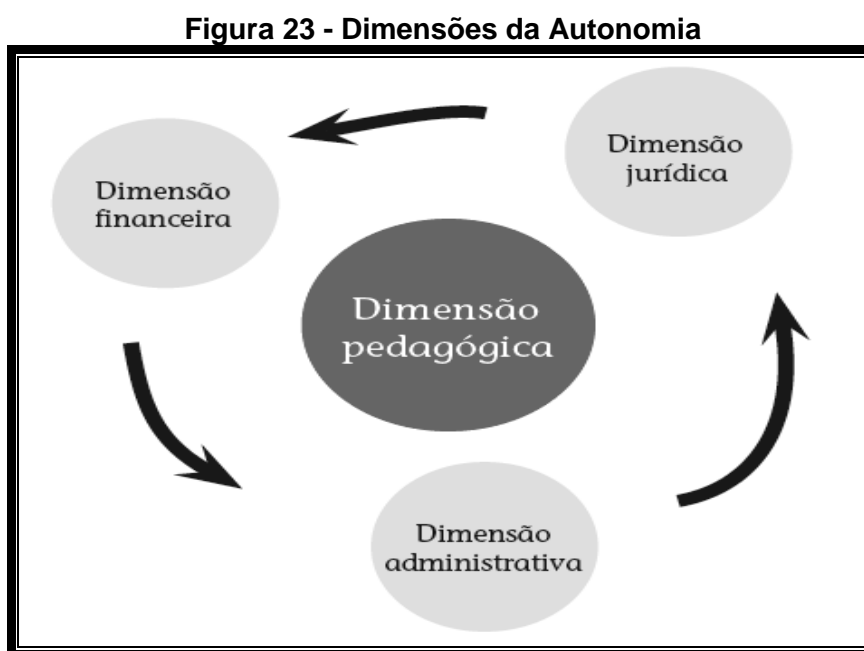 Figura 23 - Dimensões da Autonomia
Dimensão
jurídica
Dimensão
financeira
Dimensão
pedagógica
Dimensão
administrativa